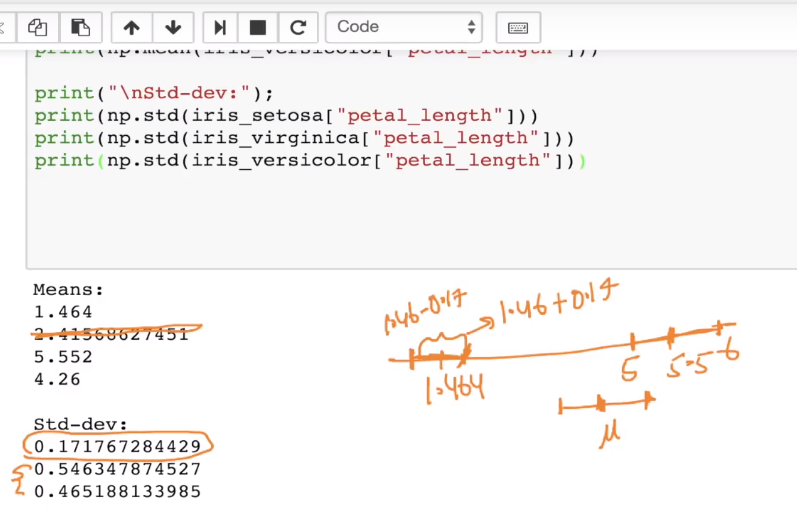 Code
print(np.mean(iris_versicolor["petal_length"]))
print("\nStd-dev:");
print(np.std(iris_setosa["petal_length"]))
print(np.std(iris_virginica["petal_length"]))
print(np.std(iris_versicolor["petal_length"]))
Means:
1.464
2.41568627451
5.552
4.26
Std-dev:
0.171767284429
0.546347874527
0.465188133985
1.46-0.17
1.46+0.17
1.464
5 5.5 6
μ